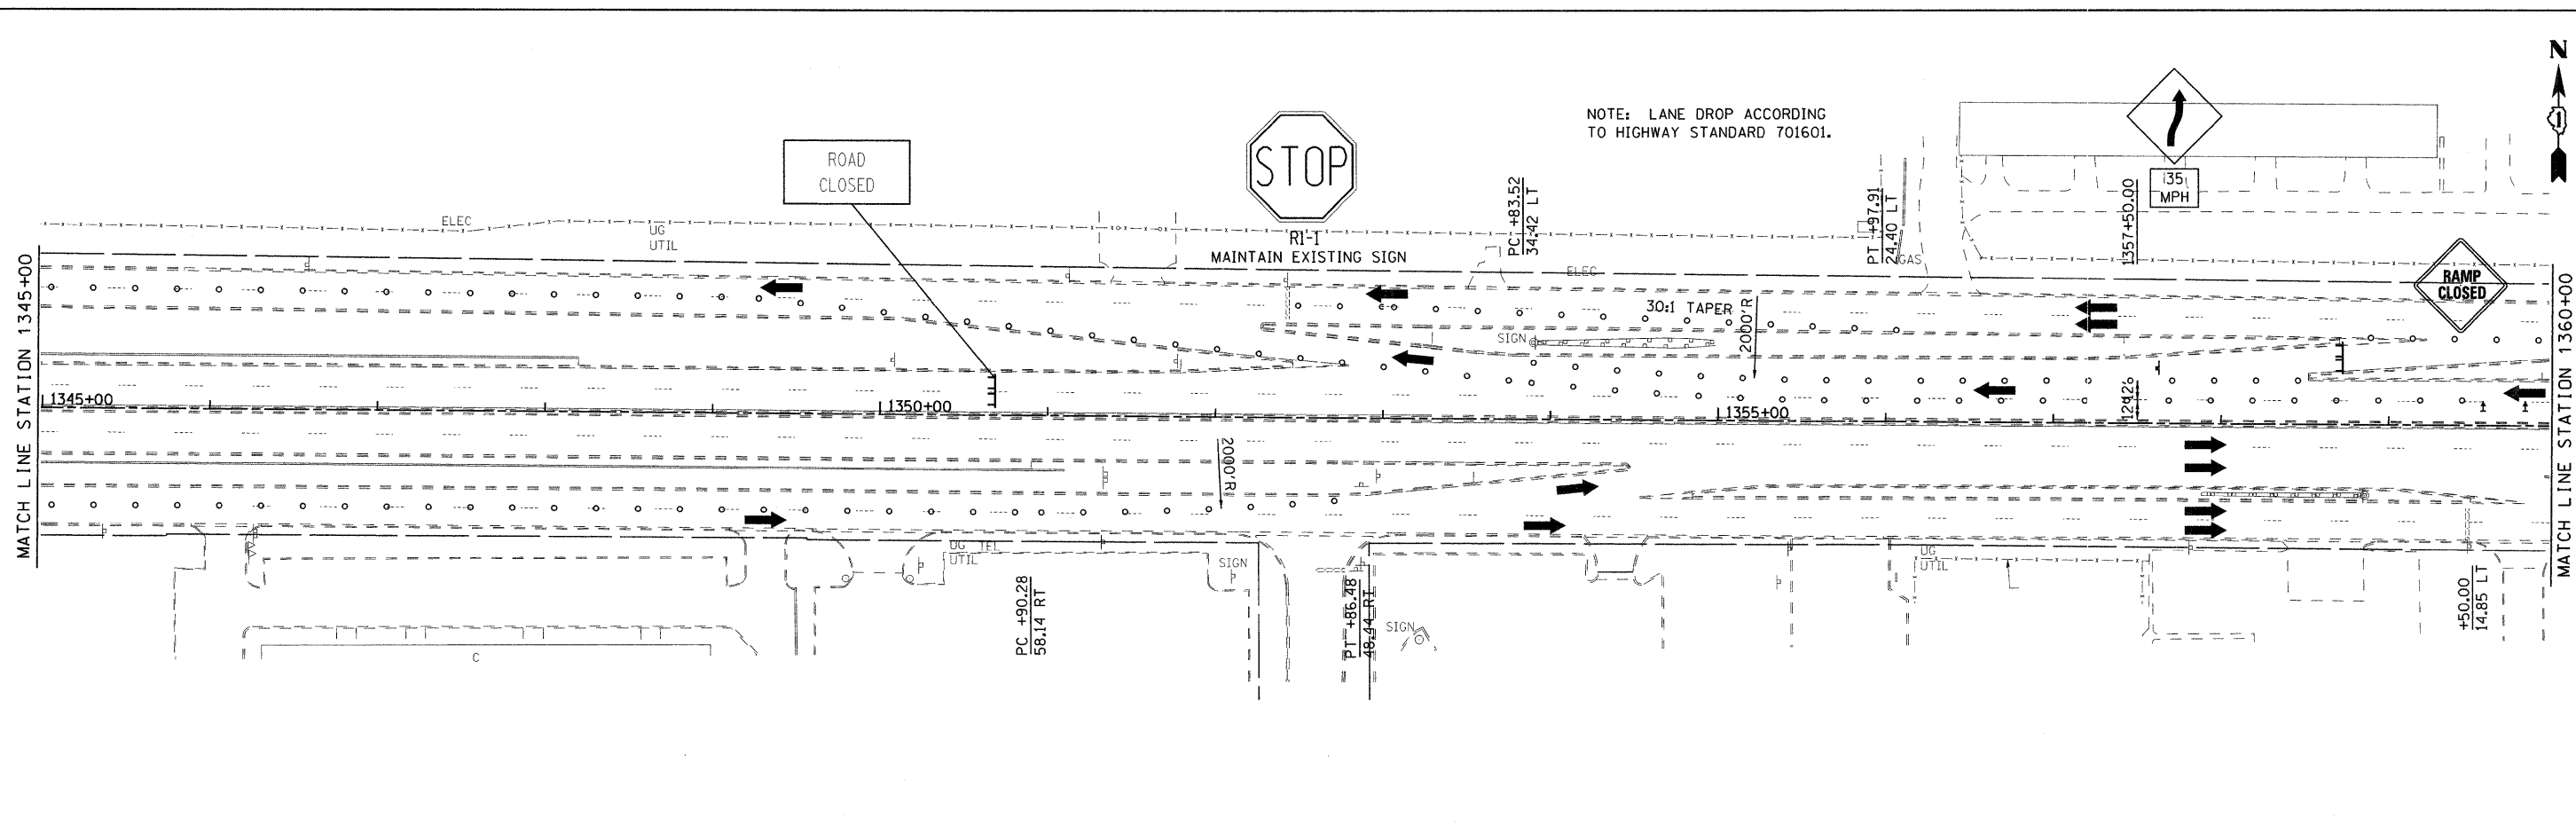 N
NOTE: LANE DROP ACCORDING
TO HIGHWAY STANDARD 701601.
ROAD
CLOSED
STOP
R1-1
MAINTAIN EXISTING SIGN
35
MPH
RAMP
CLOSED
PC +83.52
34.42 LT
PT +97.91
24.40 LT
1357+50.00
ELEC
UG
UTIL
ELEC
GAS
MATCH LINE STATION 1345+00
MATCH LINE STATION 1360+00
30:1 TAPER
2000'R
SIGN
1345+00
1350+00
1355+00
12'
12'
2000'R
UG TEL
UTIL
SIGN
UG
UTIL
PC +90.28
58.14 RT
PT +86.48
48.44 RT
SIGN
+50.00
14.85 LT
C